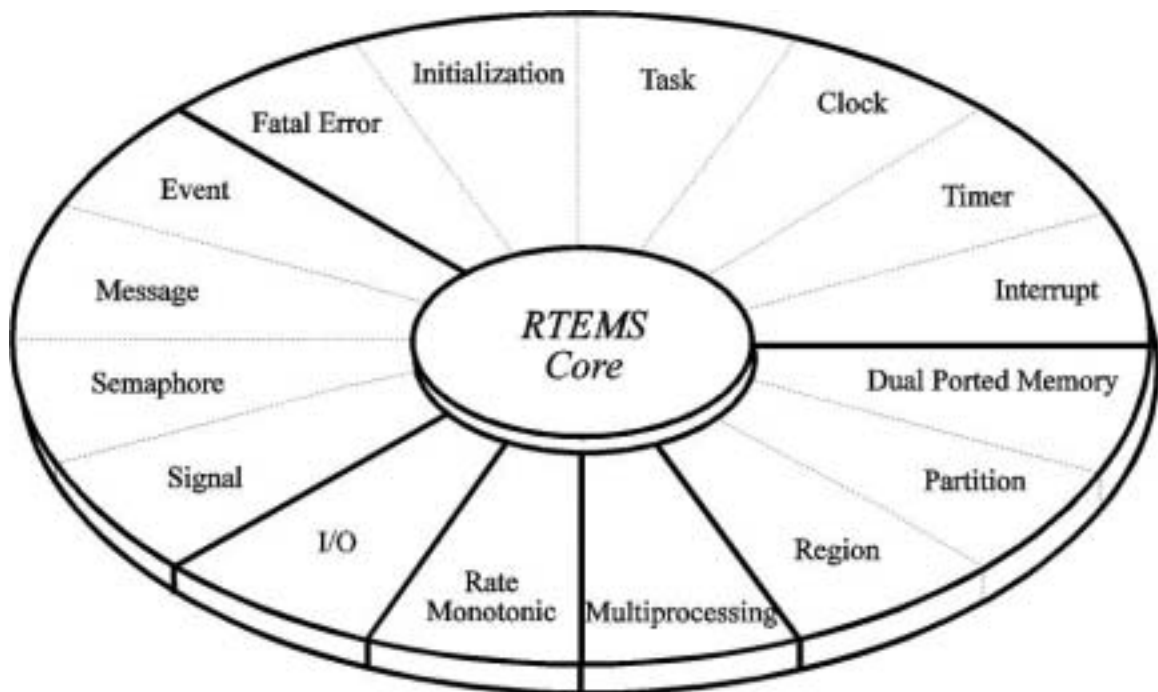 Initialization
Task
Clock
Timer
Interrupt
Dual Ported Memory
Partition
Region
Multiprocessing
Rate
Monotonic
I/O
Signal
Semaphore
Message
Event
Fatal Error
RTEMS
Core